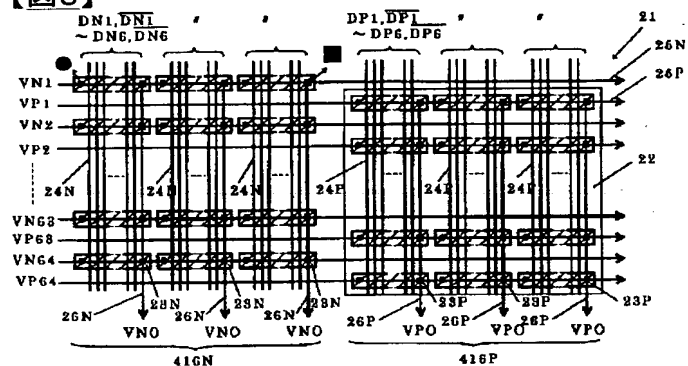 【図8】
DN1,DN1 〃 〃 DP1,DP1 〃 〃 21
~DN6,DN6 ~DP6,DP6
26N
26P
VN1
VP1
VN2
VP2
22
24N 24N 24N 24P 24P 24P
VN63
VP63
VN64
VP64
26N 23N 26N 23N 26N 23N 26P 23P 26P 23P 26P 23P
VNO VNO VNO VPO VPO VPO
416N 416P